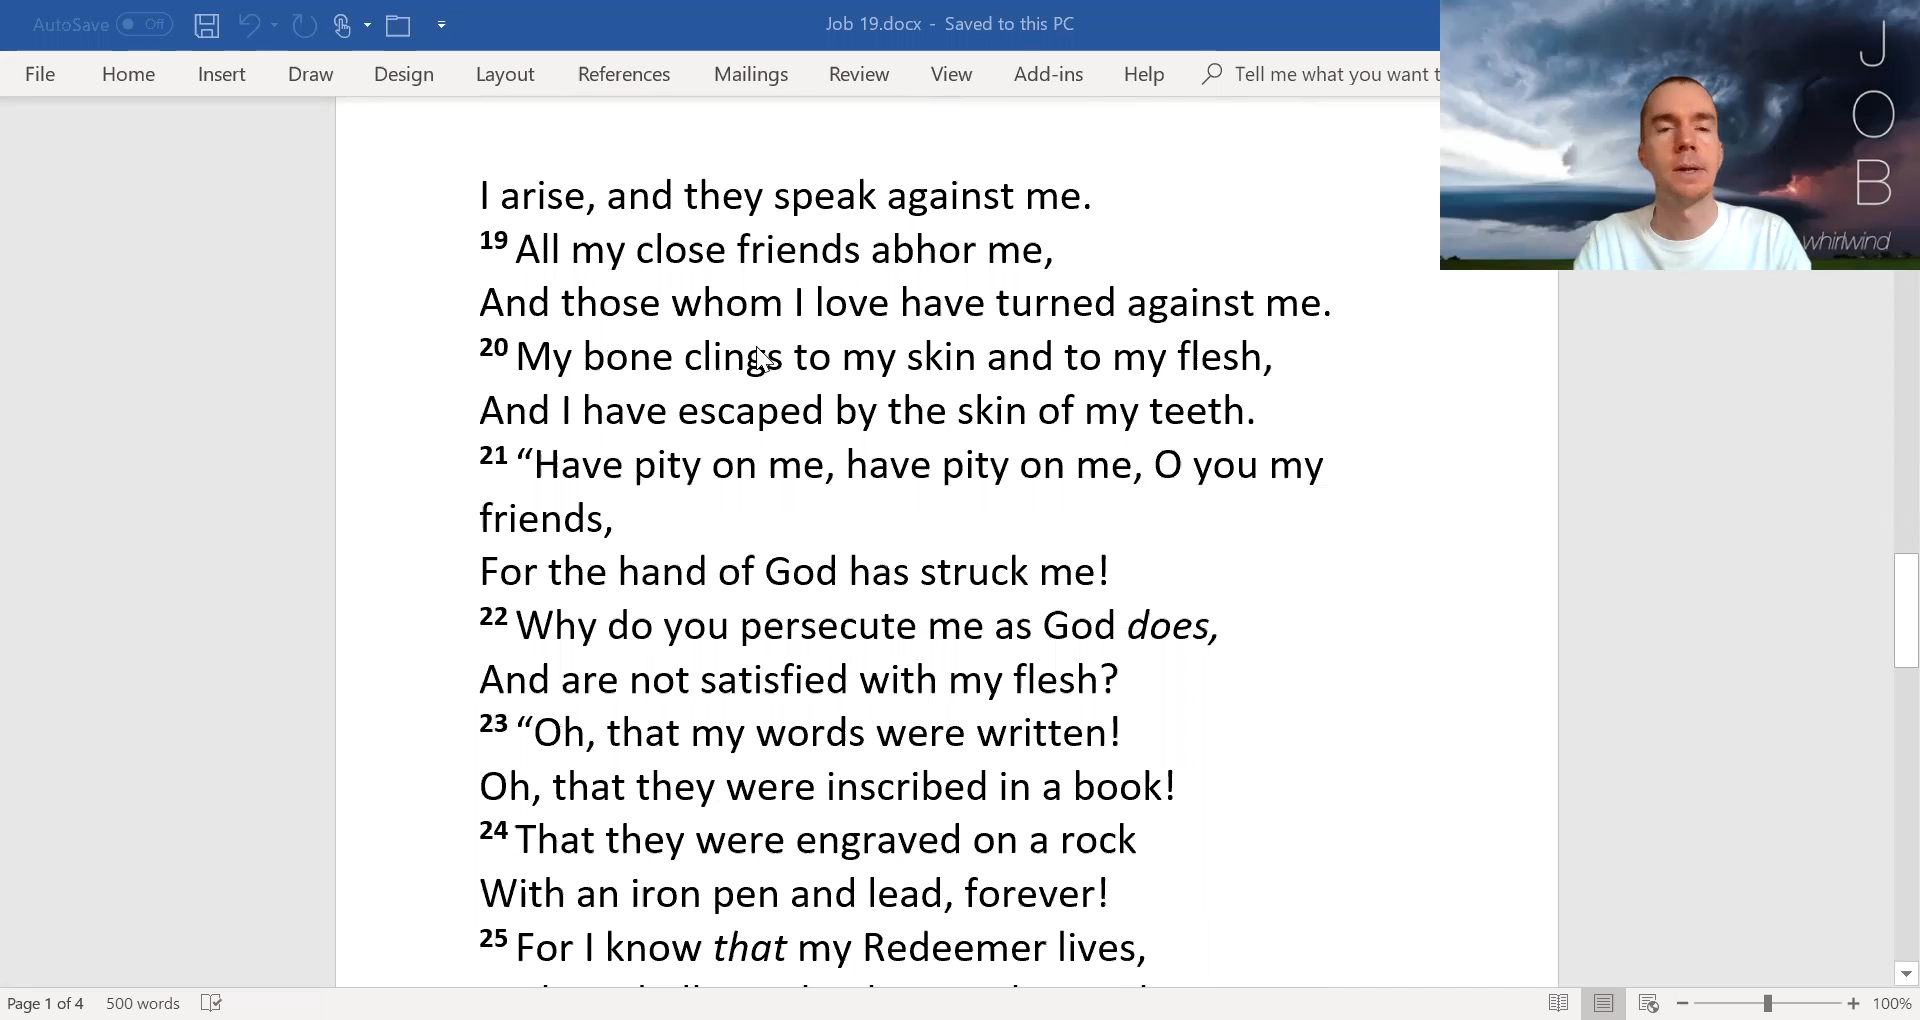 AutoSave Off
Job 19.docx - Saved to this PC
File Home Insert Draw Design Layout References Mailings Review View Add-ins Help Tell me what you want t
J
O
B
whirlwind
I arise, and they speak against me.
19 All my close friends abhor me,
And those whom I love have turned against me.
20 My bone clings to my skin and to my flesh,
And I have escaped by the skin of my teeth.
21 “Have pity on me, have pity on me, O you my
friends,
For the hand of God has struck me!
22 Why do you persecute me as God does,
And are not satisfied with my flesh?
23 “Oh, that my words were written!
Oh, that they were inscribed in a book!
24 That they were engraved on a rock
With an iron pen and lead, forever!
25 For I know that my Redeemer lives,
Page 1 of 4 500 words 100%